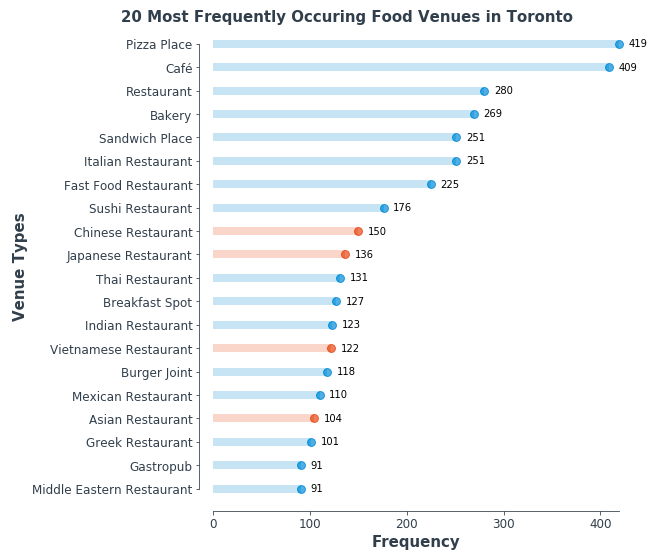 20 Most Frequently Occuring Food Venues in Toronto
Venue Types
Pizza Place 419
Café 409
Restaurant 280
Bakery 269
Sandwich Place 251
Italian Restaurant 251
Fast Food Restaurant 225
Sushi Restaurant 176
Chinese Restaurant 150
Japanese Restaurant 136
Thai Restaurant 131
Breakfast Spot 127
Indian Restaurant 123
Vietnamese Restaurant 122
Burger Joint 118
Mexican Restaurant 110
Asian Restaurant 104
Greek Restaurant 101
Gastropub 91
Middle Eastern Restaurant 91
0 100 200 300 400
Frequency